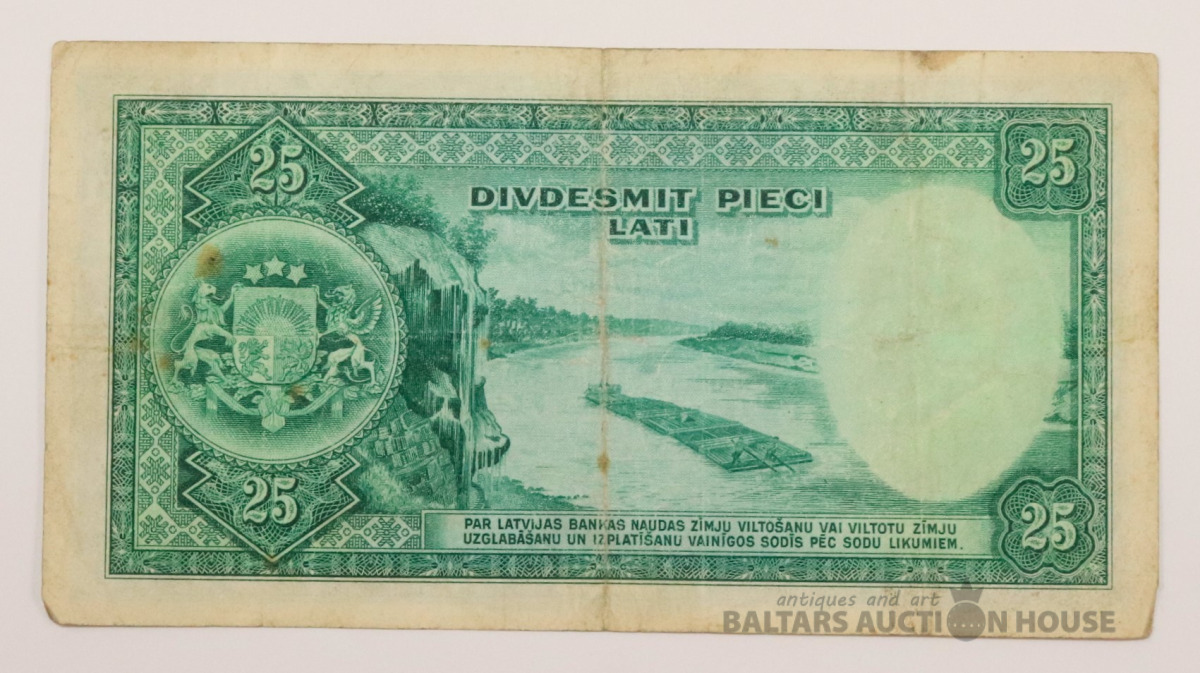 25
25
DIVDESMIT PIECI
LATI
25
25
PAR LATVIJAS BANKAS NAUDAS ZĪMJU VILTOŠANU VAI VILTOTU ZĪMJU
UZGLABĀŠANU UN IZPLATĪŠANU VAINĪGOS SODĪS PĒC SODU LIKUMIEM.
antiques and art
BALTARS AUCTION HOUSE